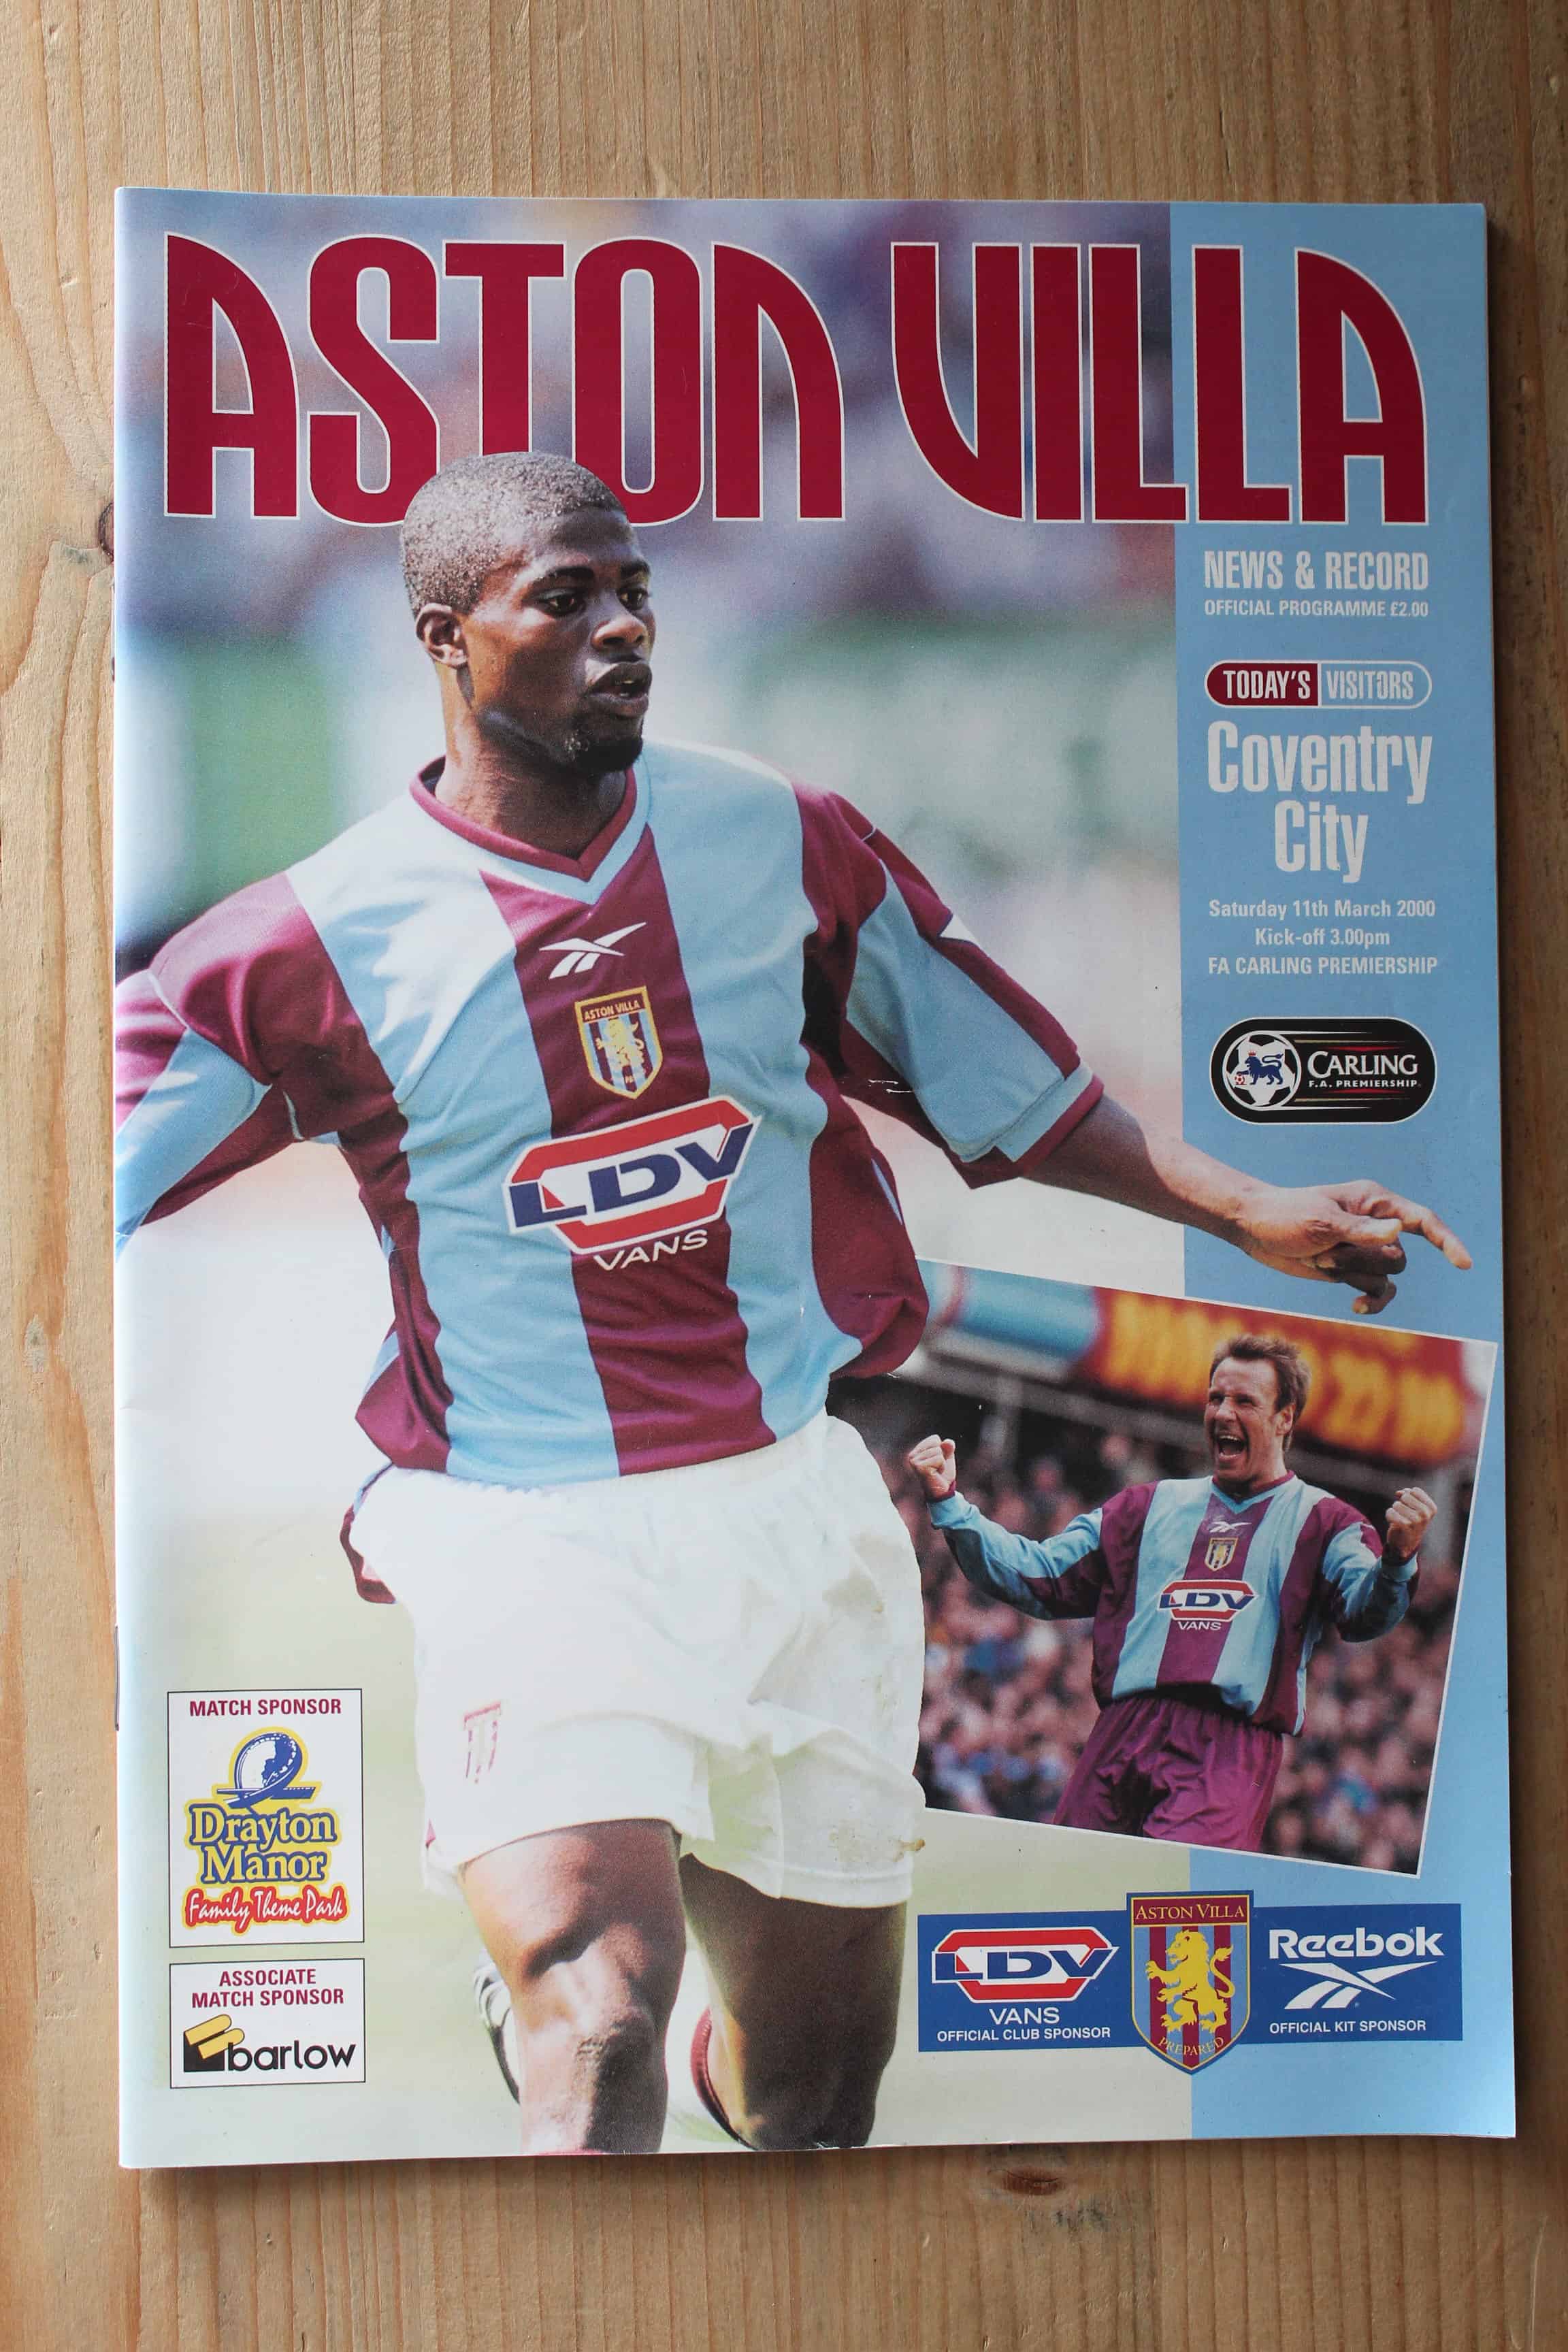 ASTON VILLA
NEWS & RECORD
OFFICIAL PROGRAMME £2.00
TODAY'S VISITORS
Coventry
City
Saturday 11th March 2000
Kick-off 3.00pm
FA CARLING PREMIERSHIP
CARLING
F.A. PREMIERSHIP
ASTON VILLA
LDV
VANS
LDV
VANS
MATCH SPONSOR
Drayton
Manor
Family Theme Park
ASSOCIATE
MATCH SPONSOR
barlow
LDV
VANS
OFFICIAL CLUB SPONSOR
ASTON VILLA
PREPARED
Reebok
OFFICIAL KIT SPONSOR